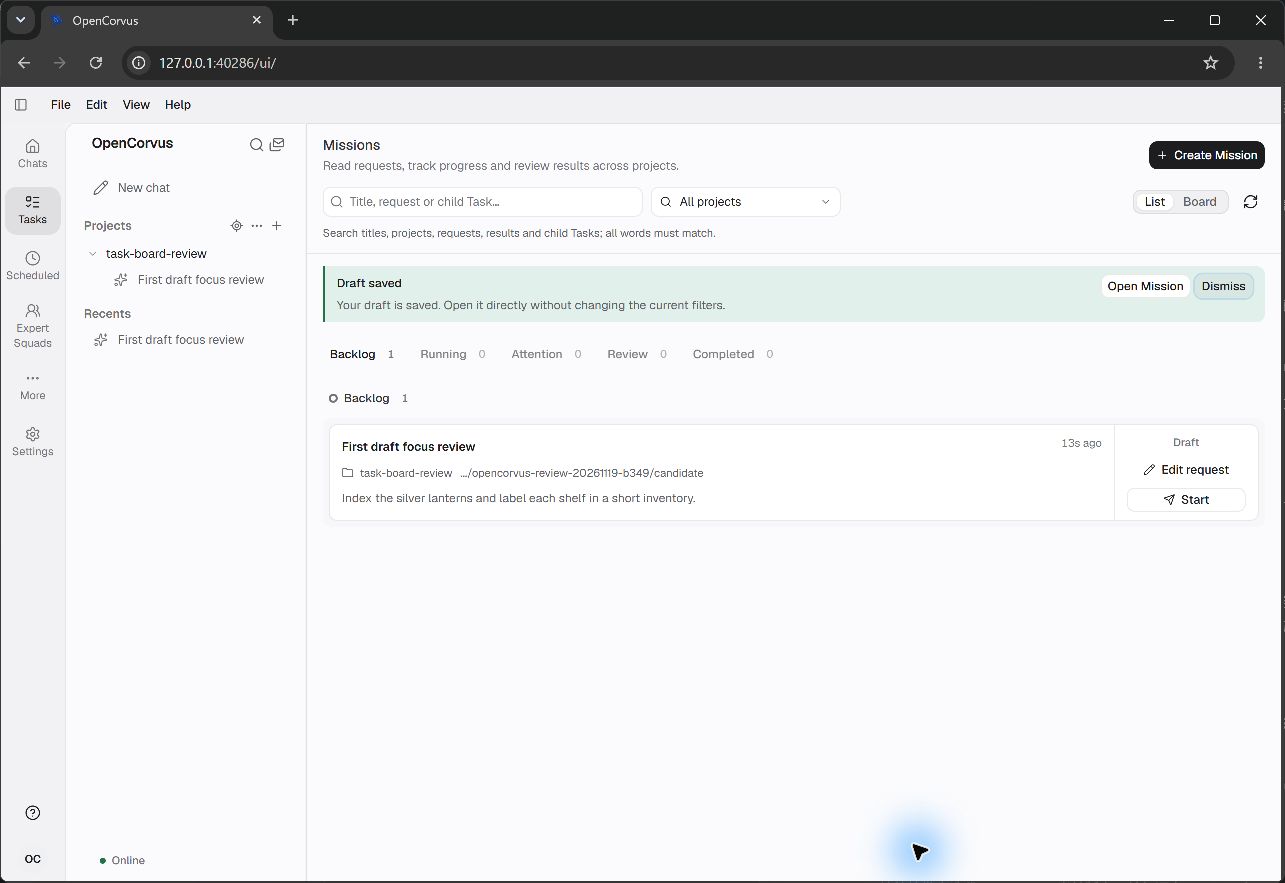 OpenCorvus
127.0.0.1:40286/ui/
File Edit View Help
Chats
Tasks
Scheduled
Expert
Squads
More
Settings
OC
OpenCorvus
New chat
Projects
task-board-review
First draft focus review
Recents
First draft focus review
Online
Missions
Read requests, track progress and review results across projects.
Create Mission
Title, request or child Task...
All projects
List Board
Search titles, projects, requests, results and child Tasks; all words must match.
Draft saved
Your draft is saved. Open it directly without changing the current filters.
Open Mission Dismiss
Backlog 1 Running 0 Attention 0 Review 0 Completed 0
Backlog 1
First draft focus review
13s ago
task-board-review .../opencorvus-review-20261119-b349/candidate
Index the silver lanterns and label each shelf in a short inventory.
Draft
Edit request
Start